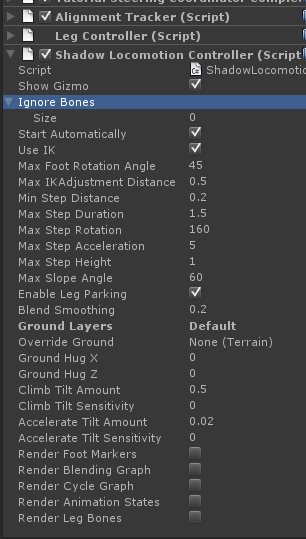 Alignment Tracker (Script)
Leg Controller (Script)
Shadow Locomotion Controller (Script)
Script ShadowLocomotio
Show Gizmo
Ignore Bones
Size 0
Start Automatically
Use IK
Max Foot Rotation Angle 45
Max IKAdjustment Distance 0.5
Min Step Distance 0.2
Max Step Duration 1.5
Max Step Rotation 160
Max Step Acceleration 5
Max Step Height 1
Max Slope Angle 60
Enable Leg Parking
Blend Smoothing 0.2
Ground Layers Default
Override Ground None (Terrain)
Ground Hug X 0
Ground Hug Z 0
Climb Tilt Amount 0.5
Climb Tilt Sensitivity 0
Accelerate Tilt Amount 0.02
Accelerate Tilt Sensitivity 0
Render Foot Markers
Render Blending Graph
Render Cycle Graph
Render Animation States
Render Leg Bones